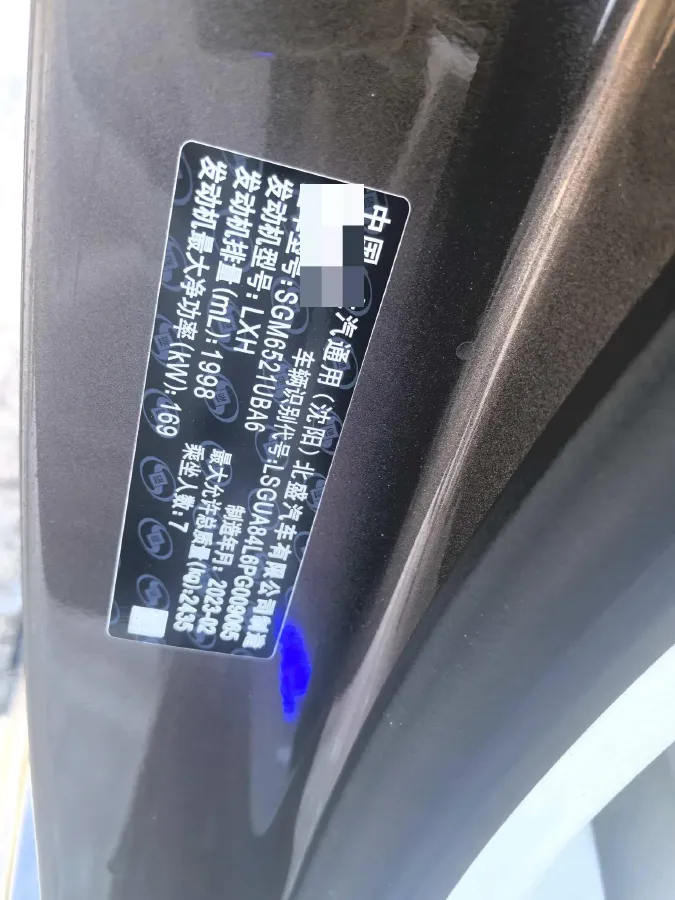 中国 汽通用（沈阳）北盛汽车有限公司制造
型号:SGM6521UBA6 车辆识别代号:LSGUA84L6PG009065
发动机型号: LXH 制造年月: 2023-02
发动机排量(mL): 1998 最大允许总质量(kg):2435
发动机最大净功率(kW): 169 乘坐人数: 7